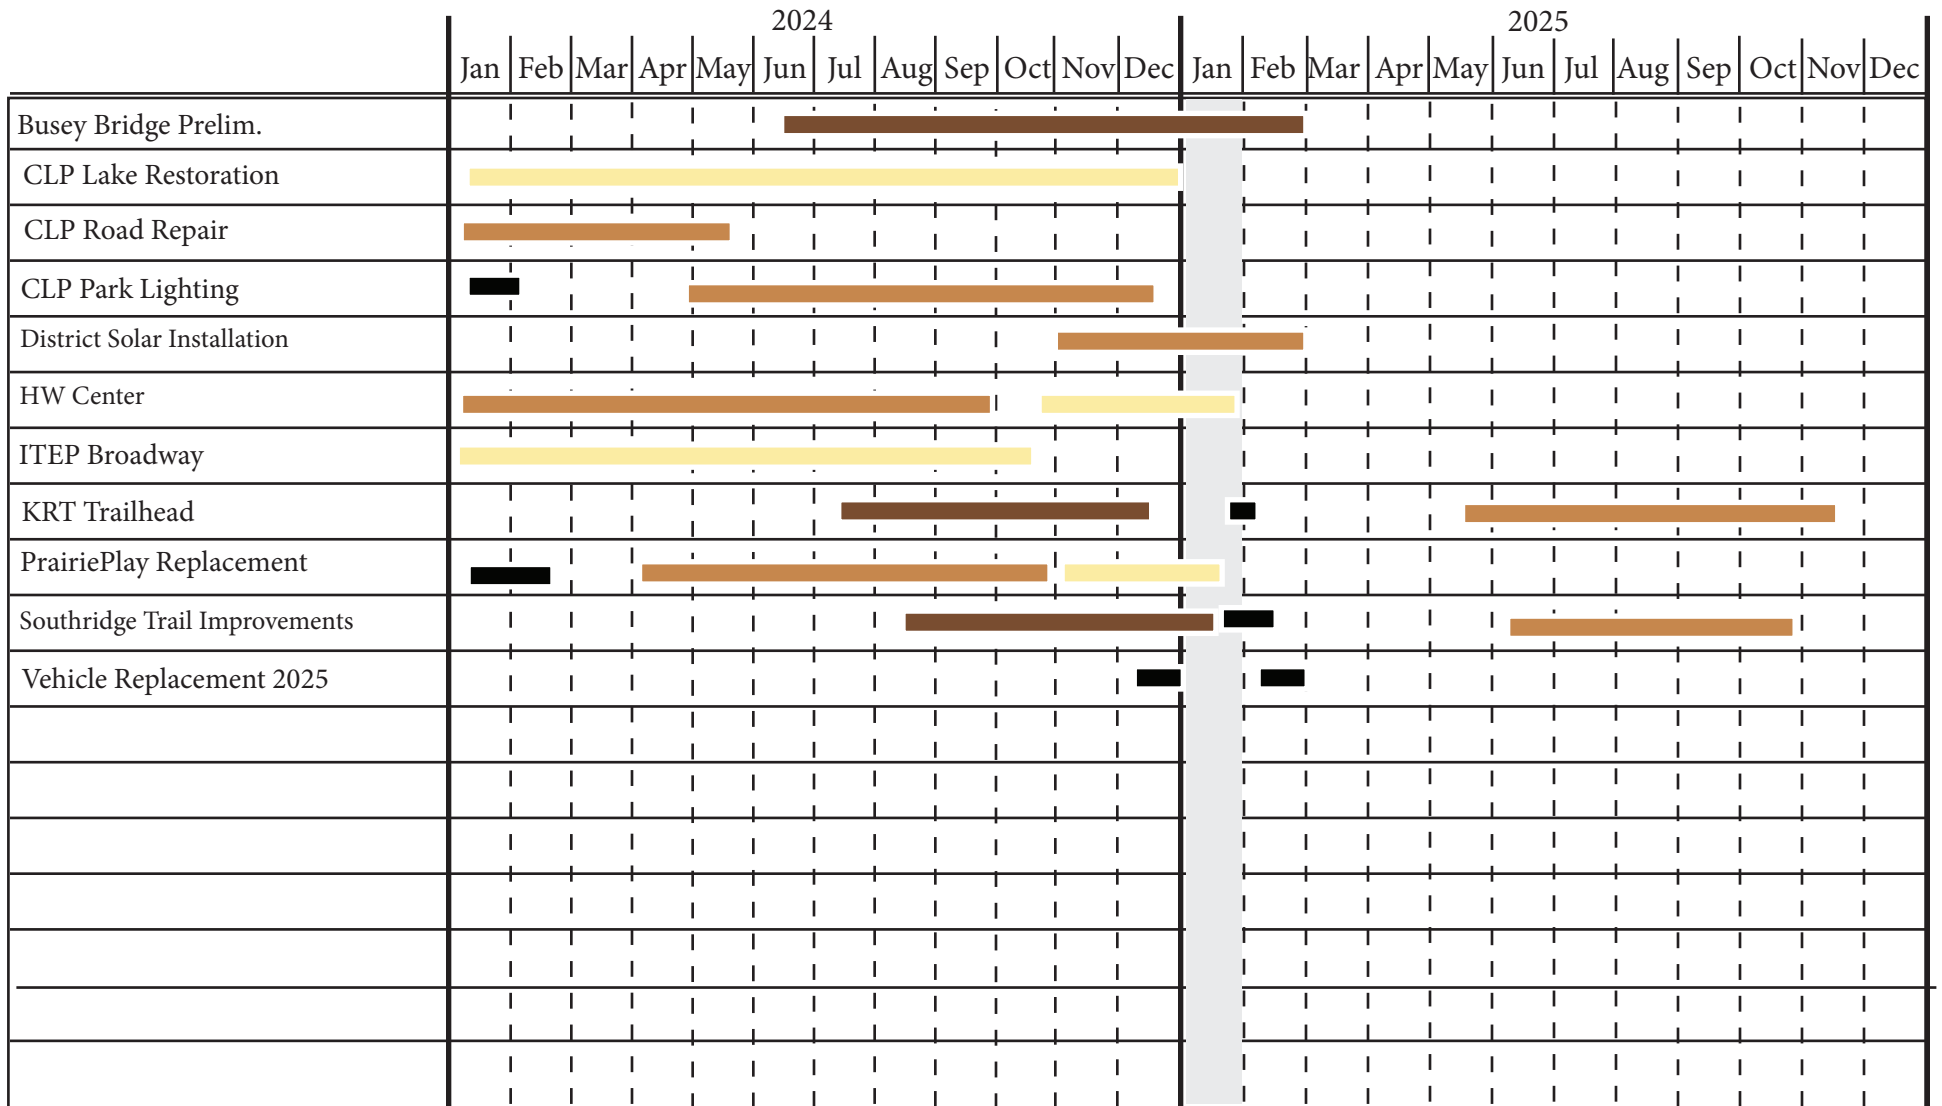 2024 2025
Jan Feb Mar Apr May Jun Jul Aug Sep Oct Nov Dec Jan Feb Mar Apr May Jun Jul Aug Sep Oct Nov Dec
Busey Bridge Prelim.
CLP Lake Restoration
CLP Road Repair
CLP Park Lighting
District Solar Installation
HW Center
ITEP Broadway
KRT Trailhead
PrairiePlay Replacement
Southridge Trail Improvements
Vehicle Replacement 2025